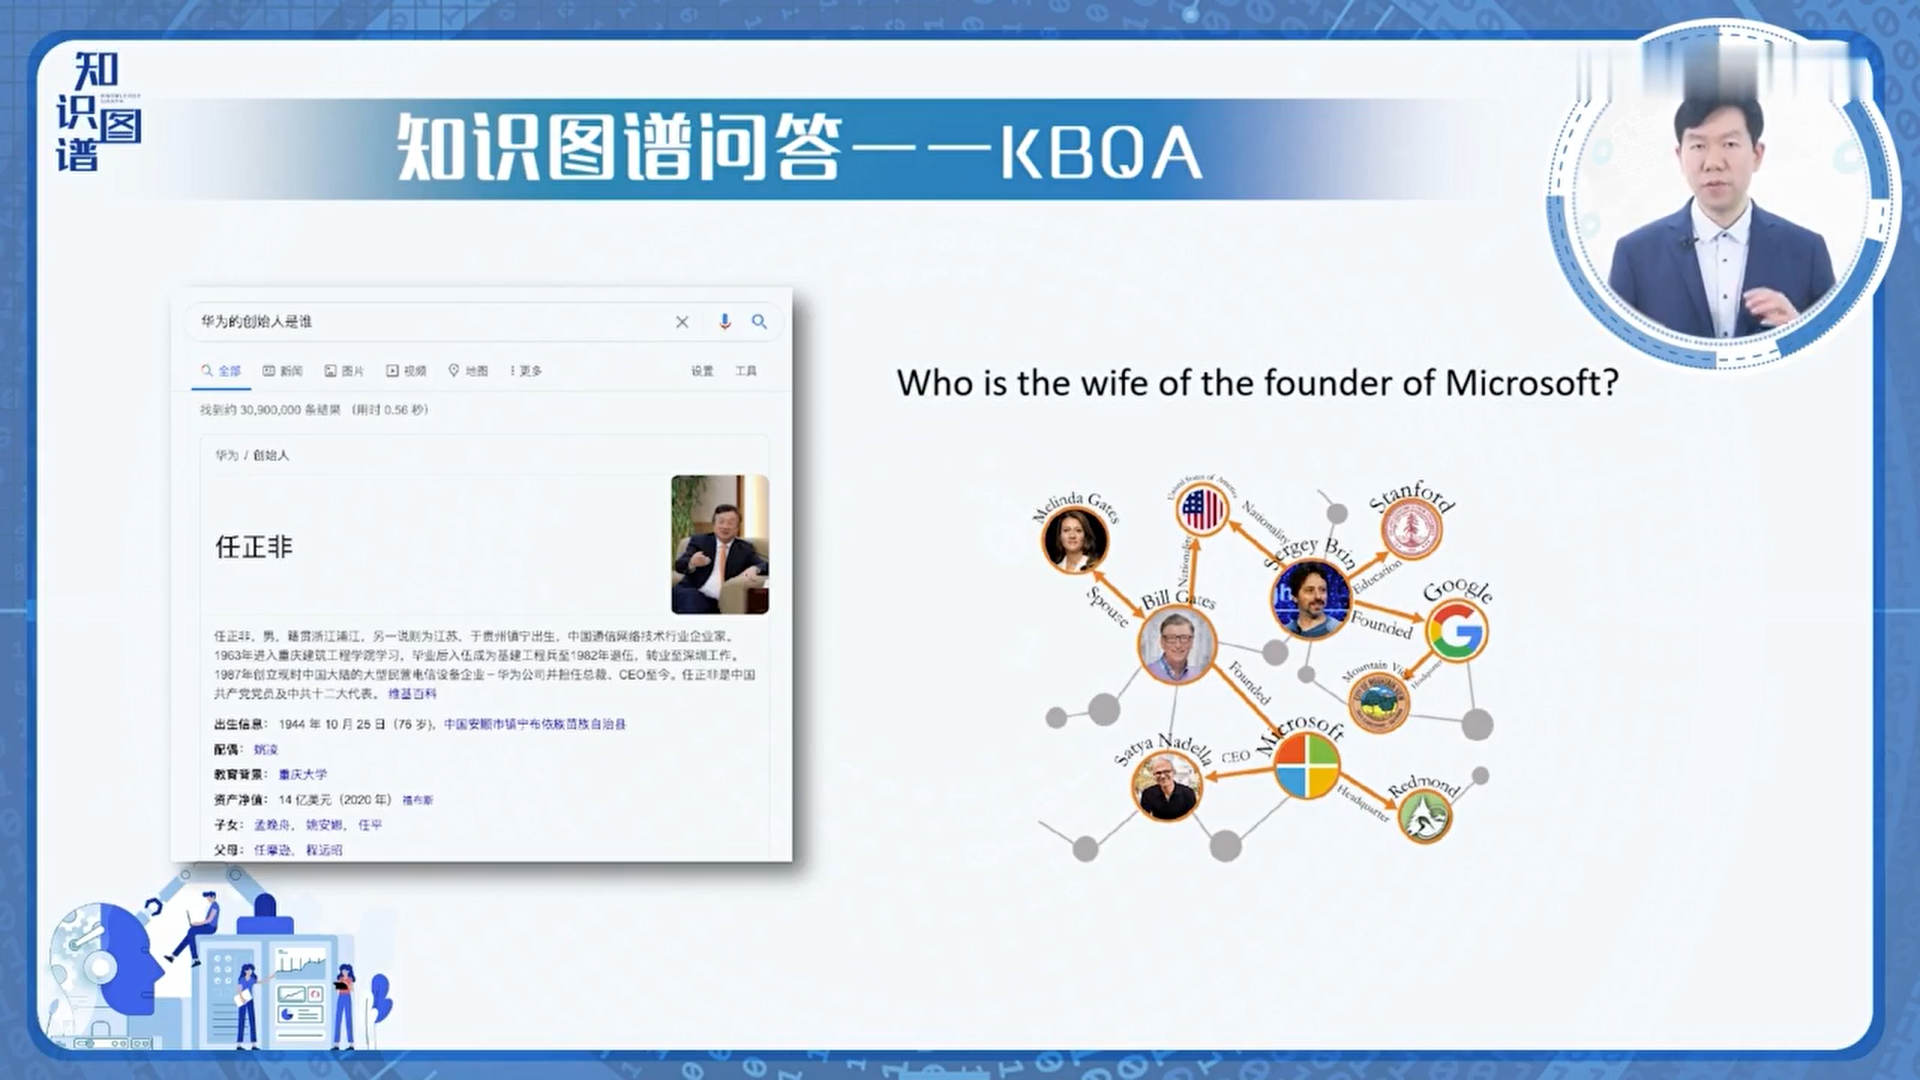 知识图谱
知识图谱问答——KBQA
华为的创始人是谁
全部 新闻 图片 视频 地图 更多 设置 工具
找到约 30,900,000 条结果 (用时 0.56 秒)
华为 / 创始人
任正非
任正非，男，籍贯浙江浦江，另一说则为江苏、于贵州镇宁出生，中国通信网络技术行业企业家。
1963年进入重庆建筑工程学院学习，毕业后入伍成为基建工程兵至1982年退伍，转业至深圳工作。
1987年创立现时中国大陆的大型民营电信设备企业－华为公司并担任总裁、CEO至今。任正非是中国
共产党党员及中共十二大代表。 维基百科
出生信息： 1944 年 10 月 25 日（76 岁），中国安顺市镇宁布依族苗族自治县
配偶： 姚凌
教育背景： 重庆大学
资产净值： 14 亿美元（2020 年） 福布斯
子女： 孟晚舟， 姚安娜， 任平
父母： 任摩逊， 程远昭
Who is the wife of the founder of Microsoft?
Melinda Gates
United States of America
Stanford
Nationality
Sergey Brin
Education
Google
Spouse
Bill Gates
Nationality
Founded
Mountain View
Headquarter
Founded
Microsoft
Satya Nadella
CEO
Headquarter
Redmond